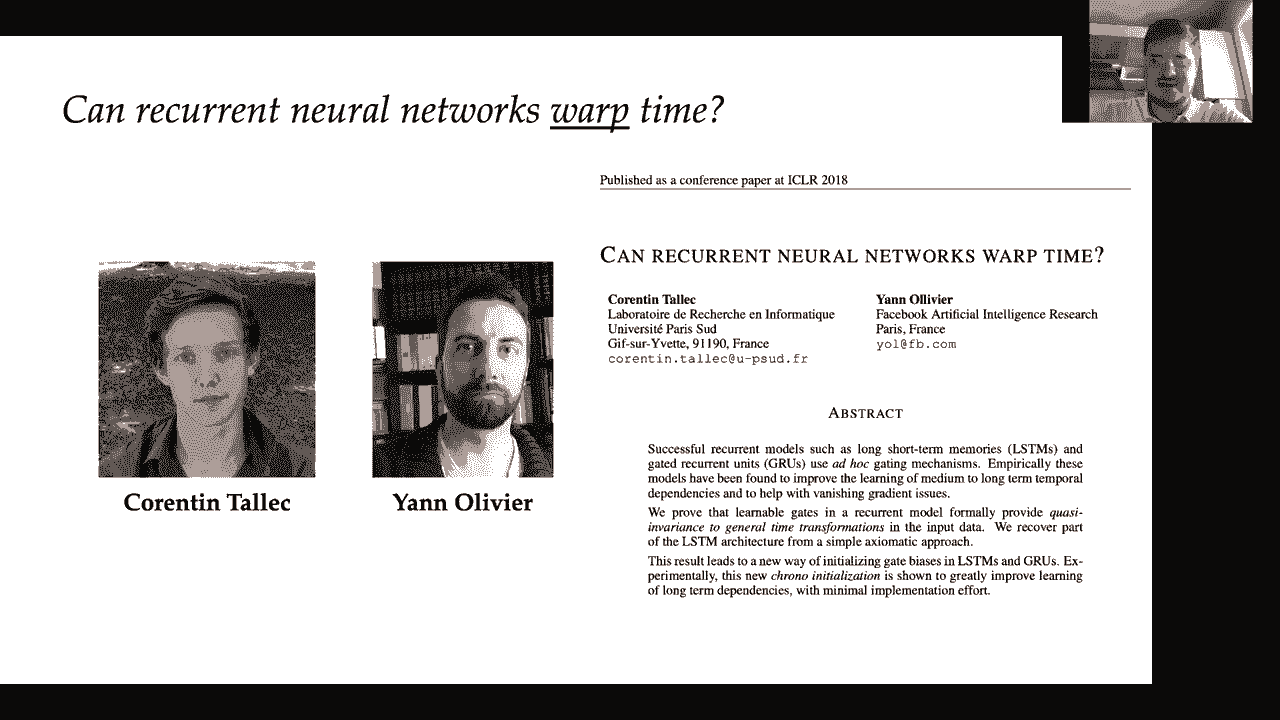 Can recurrent neural networks warp time?
Published as a conference paper at ICLR 2018
CAN RECURRENT NEURAL NETWORKS WARP TIME?
Corentin Tallec
Laboratoire de Recherche en Informatique
Université Paris Sud
Gif-sur-Yvette, 91190, France
corentin.tallec@u-psud.fr
Yann Ollivier
Facebook Artificial Intelligence Research
Paris, France
yol@fb.com
ABSTRACT
Successful recurrent models such as long short-term memories (LSTMs) and
gated recurrent units (GRUs) use ad hoc gating mechanisms. Empirically these
models have been found to improve the learning of medium to long term temporal
dependencies and to help with vanishing gradient issues.
We prove that learnable gates in a recurrent model formally provide quasi-
invariance to general time transformations in the input data. We recover part
of the LSTM architecture from a simple axiomatic approach.
This result leads to a new way of initializing gate biases in LSTMs and GRUs. Ex-
perimentally, this new chrono initialization is shown to greatly improve learning
of long term dependencies, with minimal implementation effort.
Corentin Tallec
Yann Olivier